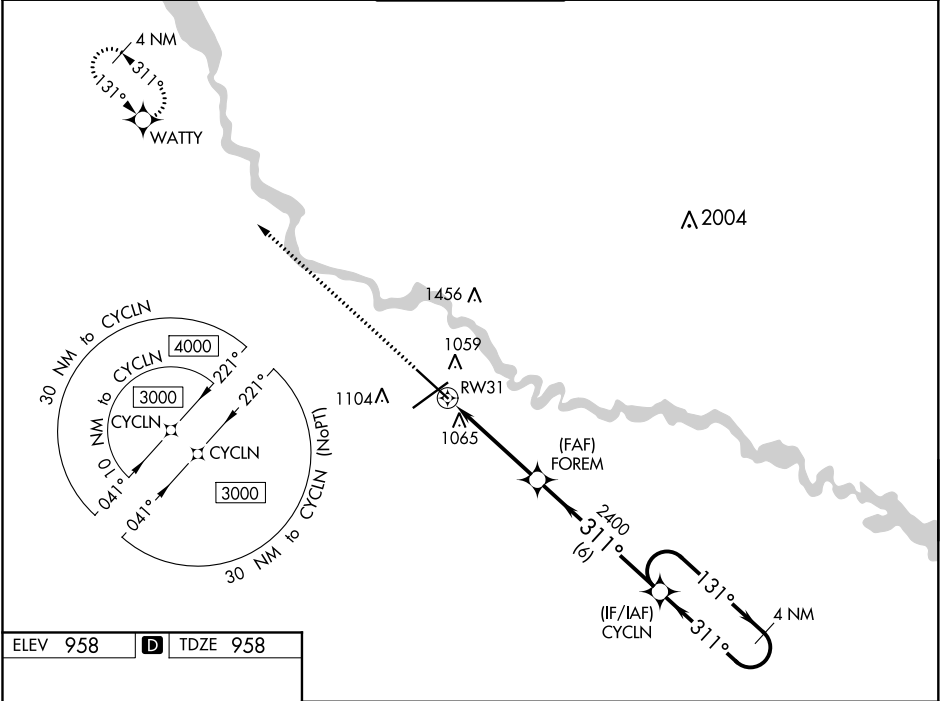 4 NM
311°
131°
WATTY
2004
1456
1059
RW31
1104
1065
(FAF)
FOREM
2400
311°
(6)
131°
4 NM
(IF/IAF)
CYCLN
311°
30 NM to CYCLN
4000
221°
10 NM to CYCLN
3000
221°
CYCLN
CYCLN
3000
041°
041°
30 NM to CYCLN (NoPT)
ELEV 958 D TDZE 958